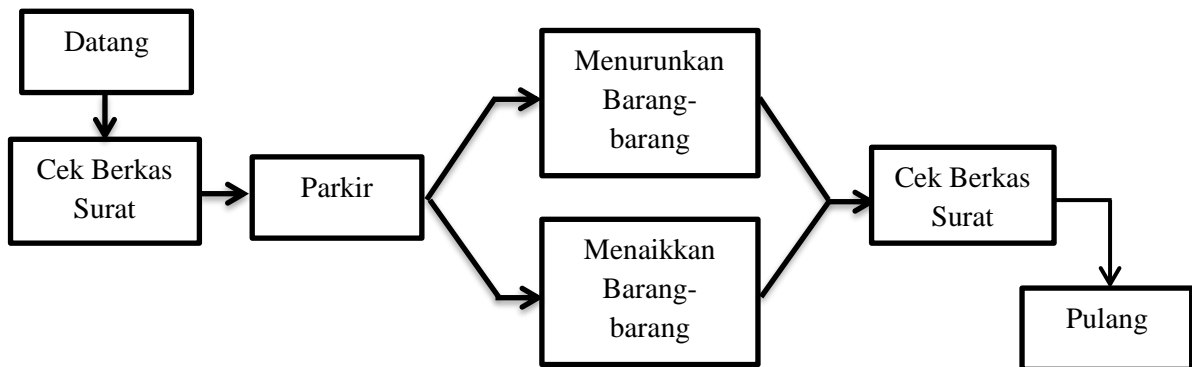 Datang
Cek Berkas
Surat
Parkir
Menurunkan
Barang-
barang
Menaikkan
Barang-
barang
Cek Berkas
Surat
Pulang